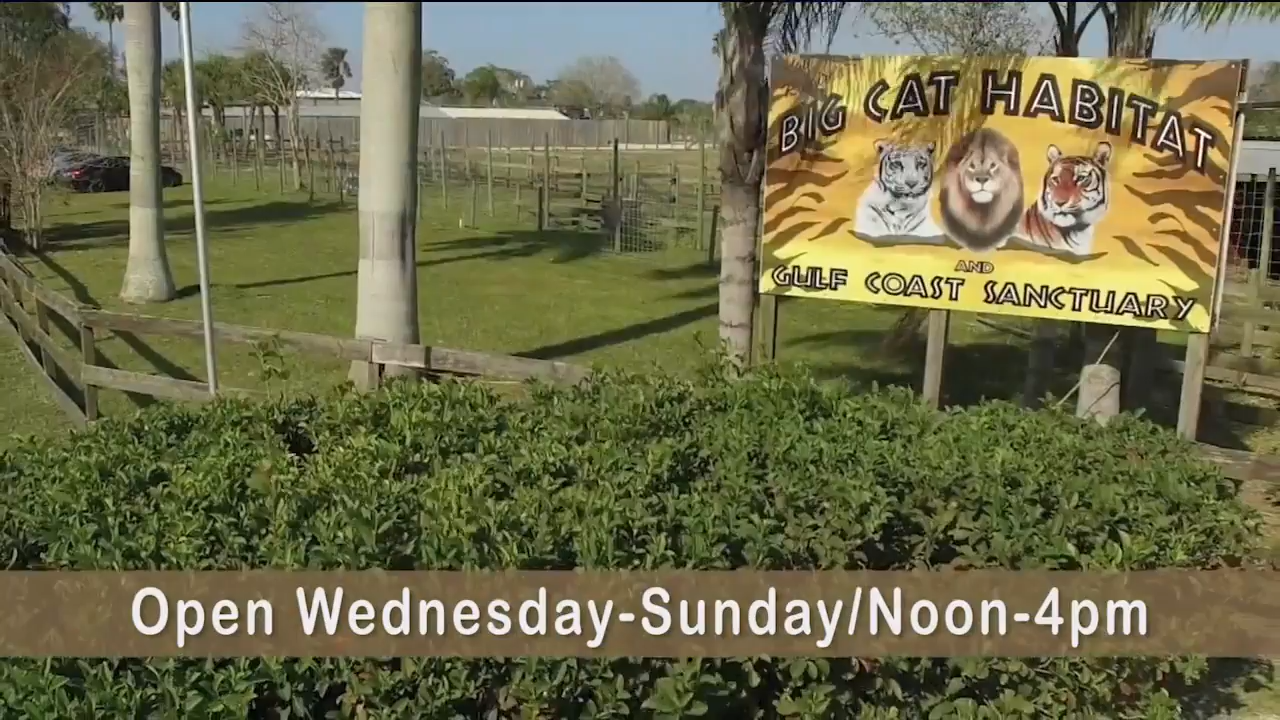 BIG CAT HABITAT
AND
GULF COAST SANCTUARY
Open Wednesday-Sunday/Noon-4pm